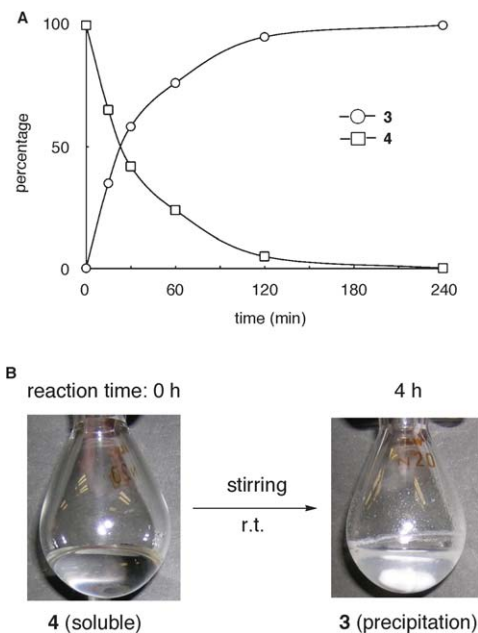 A
100
50
0
percentage
3
4
0 60 120 180 240
time (min)
B
reaction time: 0 h 4 h
stirring
r.t.
4 (soluble) 3 (precipitation)